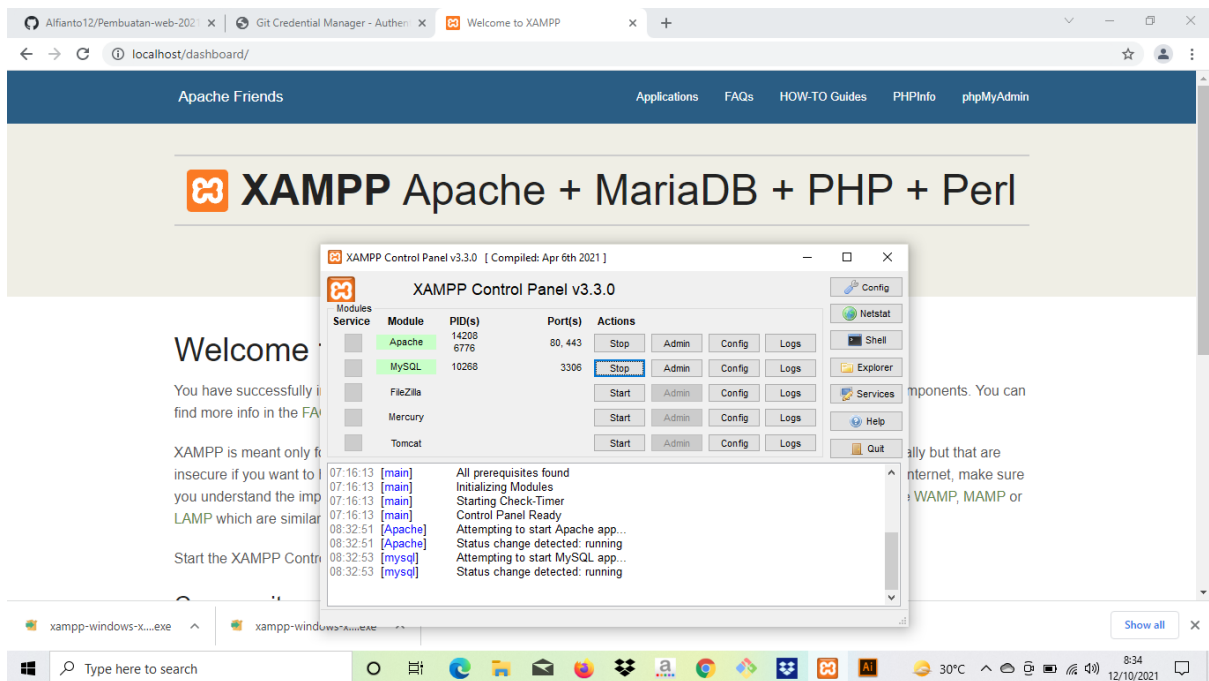 Alfianto12/Pembuatan-web-2021
Git Credential Manager - Authen
Welcome to XAMPP
localhost/dashboard/
Apache Friends
Applications FAQs HOW-TO Guides PHPInfo phpMyAdmin
XAMPP Apache + MariaDB + PHP + Perl
XAMPP Control Panel v3.3.0 [ Compiled: Apr 6th 2021 ]
XAMPP Control Panel v3.3.0
Config
Modules
Service Module PID(s) Port(s) Actions
Netstat
Apache 14208 6776 80, 443 Stop Admin Config Logs
Shell
MySQL 10268 3306 Stop Admin Config Logs
Explorer
FileZilla Start Admin Config Logs
Services
Mercury Start Admin Config Logs
Help
Tomcat Start Admin Config Logs
Quit
07:16:13 [main] All prerequisites found
07:16:13 [main] Initializing Modules
07:16:13 [main] Starting Check-Timer
07:16:13 [main] Control Panel Ready
08:32:51 [Apache] Attempting to start Apache app...
08:32:51 [Apache] Status change detected: running
08:32:53 [mysql] Attempting to start MySQL app...
08:32:53 [mysql] Status change detected: running
Welcome
You have successfully i mponents. You can
find more info in the FA
XAMPP is meant only fo ally but that are
insecure if you want to nternet, make sure
you understand the imp WAMP, MAMP or
LAMP which are similar
Start the XAMPP Contr
xampp-windows-x....exe
xampp-windows-x....exe
Show all
Type here to search
a
Ai
30°C
8:34
12/10/2021